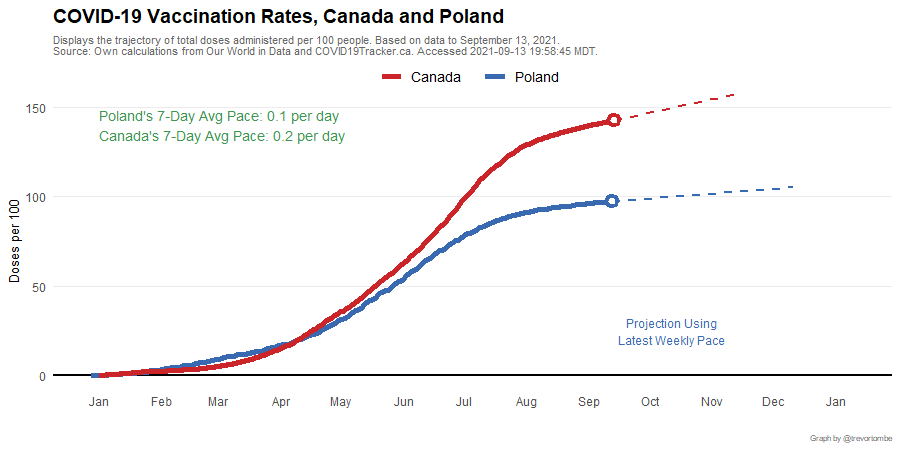 COVID-19 Vaccination Rates, Canada and Poland
Displays the trajectory of total doses administered per 100 people. Based on data to September 13, 2021.
Source: Own calculations from Our World in Data and COVID19Tracker.ca. Accessed 2021-09-13 19:58:45 MDT.
Canada Poland
150
Poland's 7-Day Avg Pace: 0.1 per day
Canada's 7-Day Avg Pace: 0.2 per day
100
Doses per 100
50
Projection Using
Latest Weekly Pace
0
Jan Feb Mar Apr May Jun Jul Aug Sep Oct Nov Dec Jan
Graph by @trevortombe